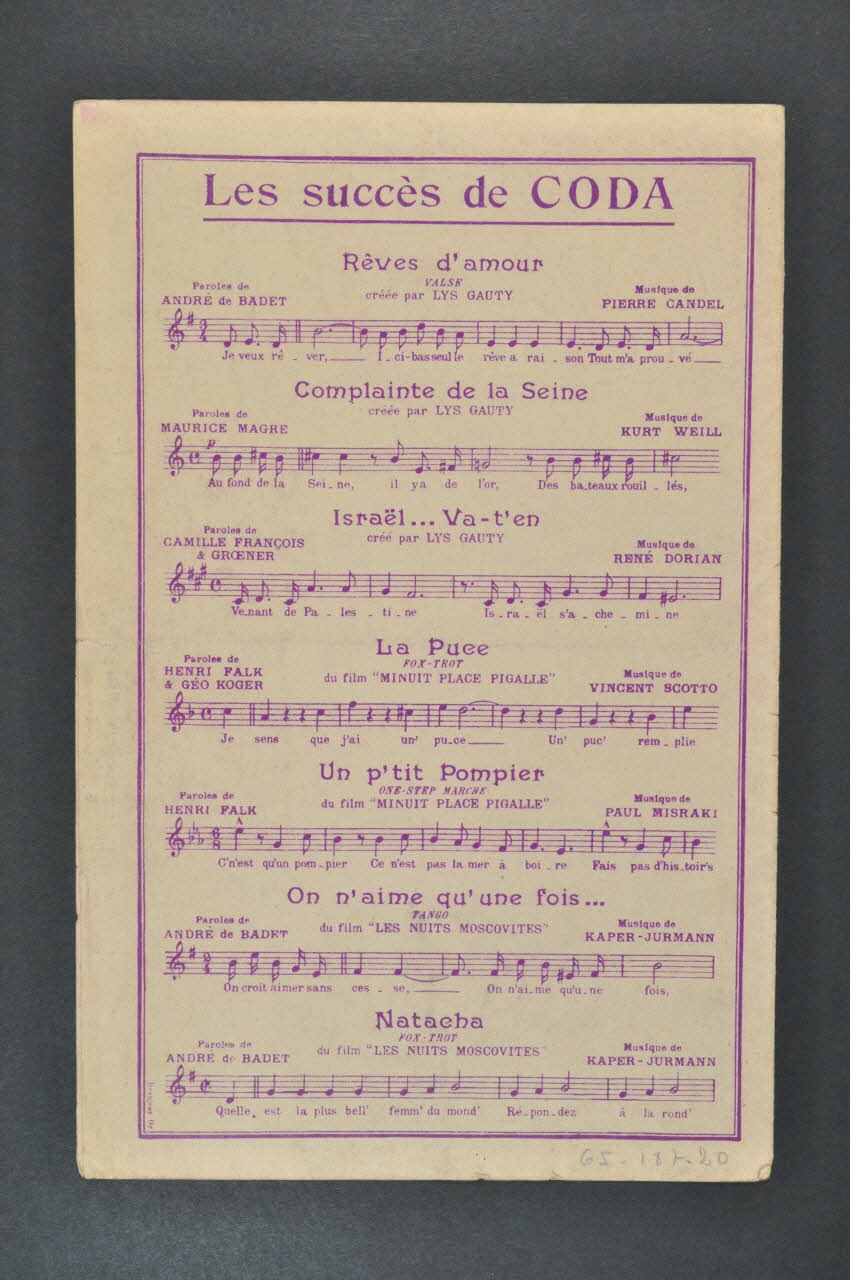 Les succès de CODA
Rêves d'amour
VALSE
créée par LYS GAUTY
Paroles de
ANDRÉ de BADET
Musique de
PIERRE CANDEL
Je veux rê - ver, I - ci-bas seul le rêve a rai - son Tout m'a prou - vé
Complainte de la Seine
créée par LYS GAUTY
Paroles de
MAURICE MAGRE
Musique de
KURT WEILL
p
Au fond de la Sei - ne, il ya de l'or, Des ba - teaux rouil - lés,
Israël... Va-t'en
créé par LYS GAUTY
Paroles de
CAMILLE FRANÇOIS
& GRŒNER
Musique de
RENÉ DORIAN
Ve - nant de Pa - les - ti - ne Is - ra - ël s'a - che - mi - ne
La Puce
FOX-TROT
du film "MINUIT PLACE PIGALLE"
Paroles de
HENRI FALK
& GÉO KOGER
Musique de
VINCENT SCOTTO
Je sens que j'ai un' pu - ce Un' puc' rem - plie
Un p'tit Pompier
ONE-STEP MARCHE
du film "MINUIT PLACE PIGALLE"
Paroles de
HENRI FALK
Musique de
PAUL MISRAKI
C'n'est qu'un pom - pier Ce n'est pas la mer à boi - re Fais pas d'his - toir's
On n'aime qu'une fois...
TANGO
du film "LES NUITS MOSCOVITES"
Paroles de
ANDRÉ de BADET
Musique de
KAPER-JURMANN
On croit aimer sans ces - se, On n'ai - me qu'u - ne fois,
Natacha
FOX-TROT
du film "LES NUITS MOSCOVITES"
Paroles de
ANDRÉ de BADET
Musique de
KAPER-JURMANN
Quelle est la plus bell' femm' du mond' Ré - pon - dez à la rond'